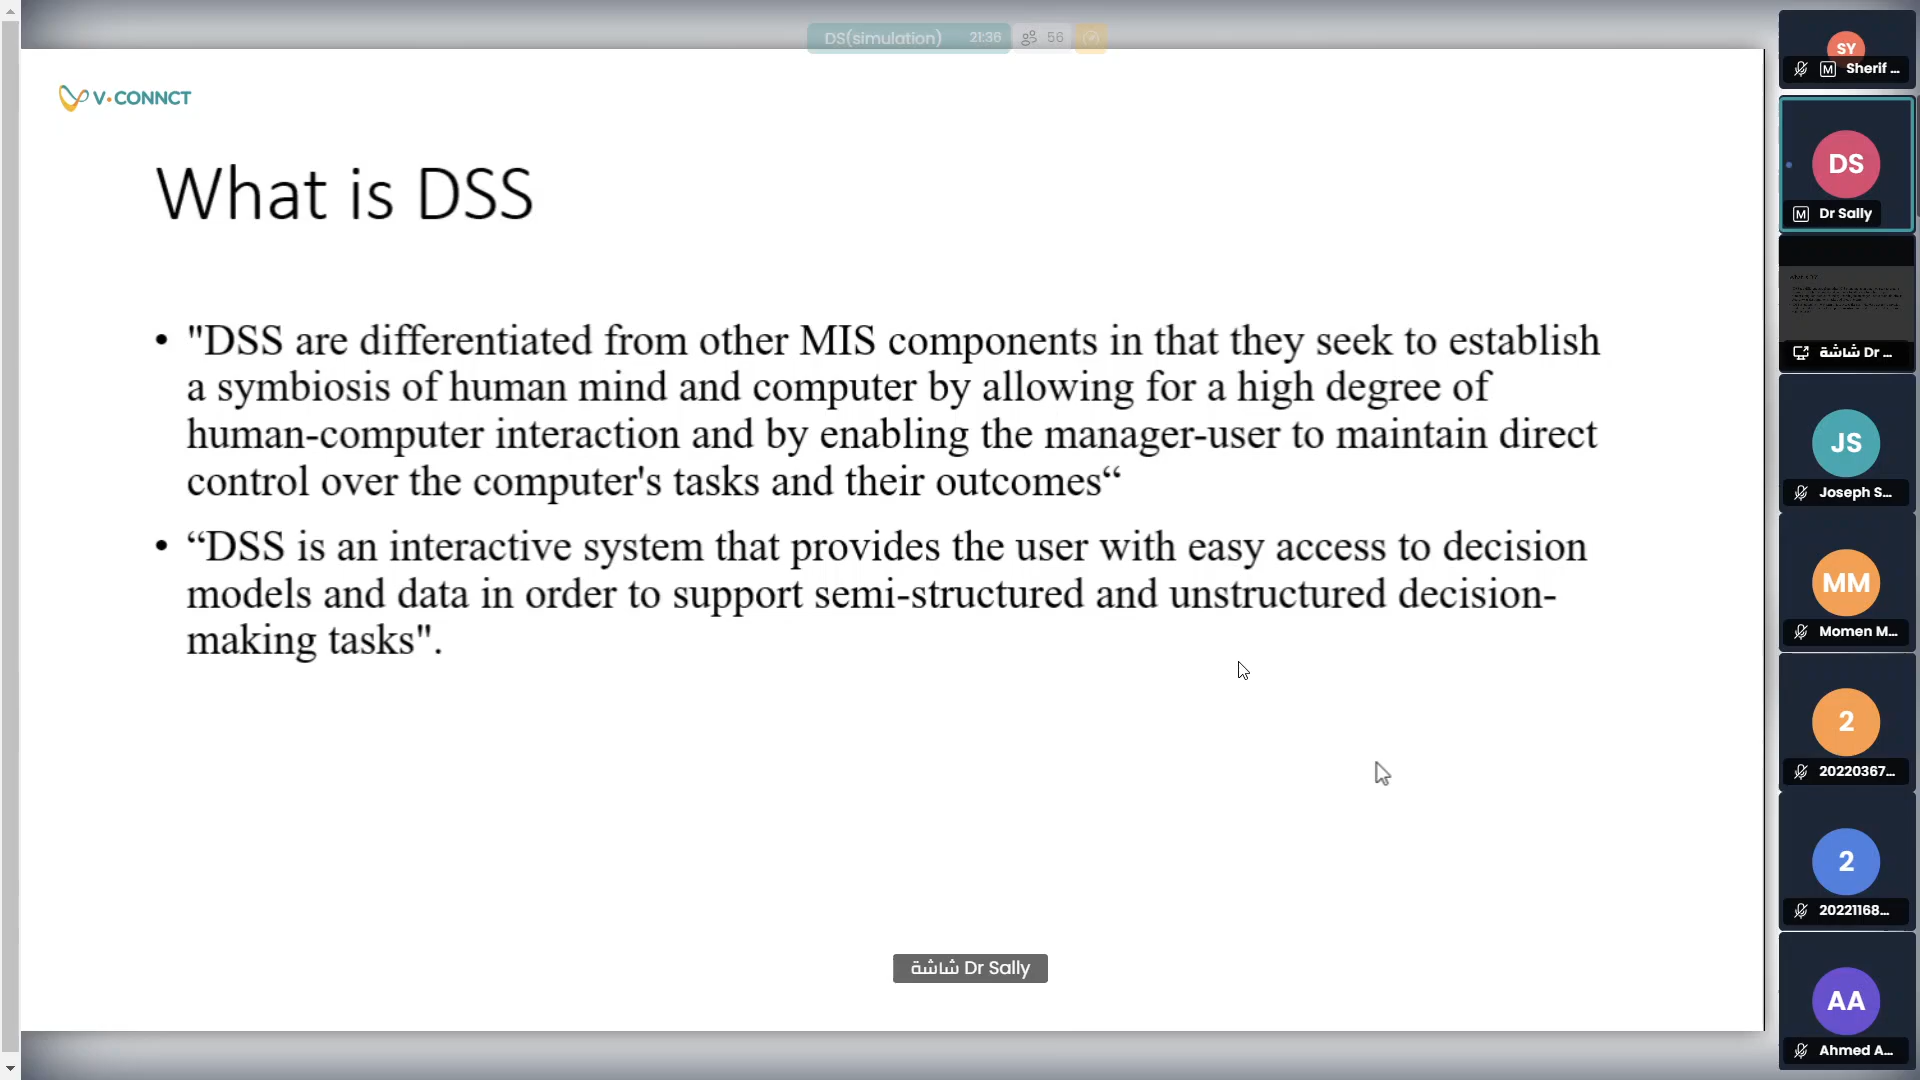 DS(simulation) 21:36 56
V·CONNCT
What is DSS
• "DSS are differentiated from other MIS components in that they seek to establish
a symbiosis of human mind and computer by allowing for a high degree of
human-computer interaction and by enabling the manager-user to maintain direct
control over the computer's tasks and their outcomes“
• “DSS is an interactive system that provides the user with easy access to decision
models and data in order to support semi-structured and unstructured decision-
making tasks".
شاشة Dr Sally
SY
M Sherif ...
DS
M Dr Sally
شاشة Dr ...
JS
Joseph S...
MM
Momen M...
2
20220367...
2
20221168...
AA
Ahmed A...